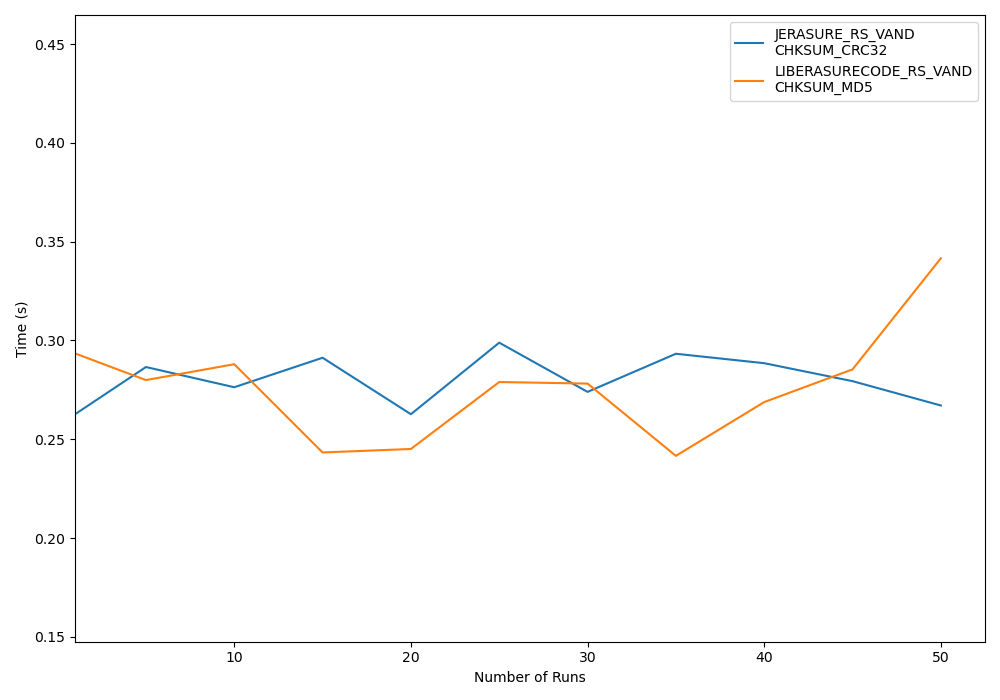 JERASURE_RS_VAND
CHKSUM_CRC32
LIBERASURECODE_RS_VAND
CHKSUM_MD5
0.45
0.40
0.35
0.30
0.25
0.20
0.15
Time (s)
10 20 30 40 50
Number of Runs